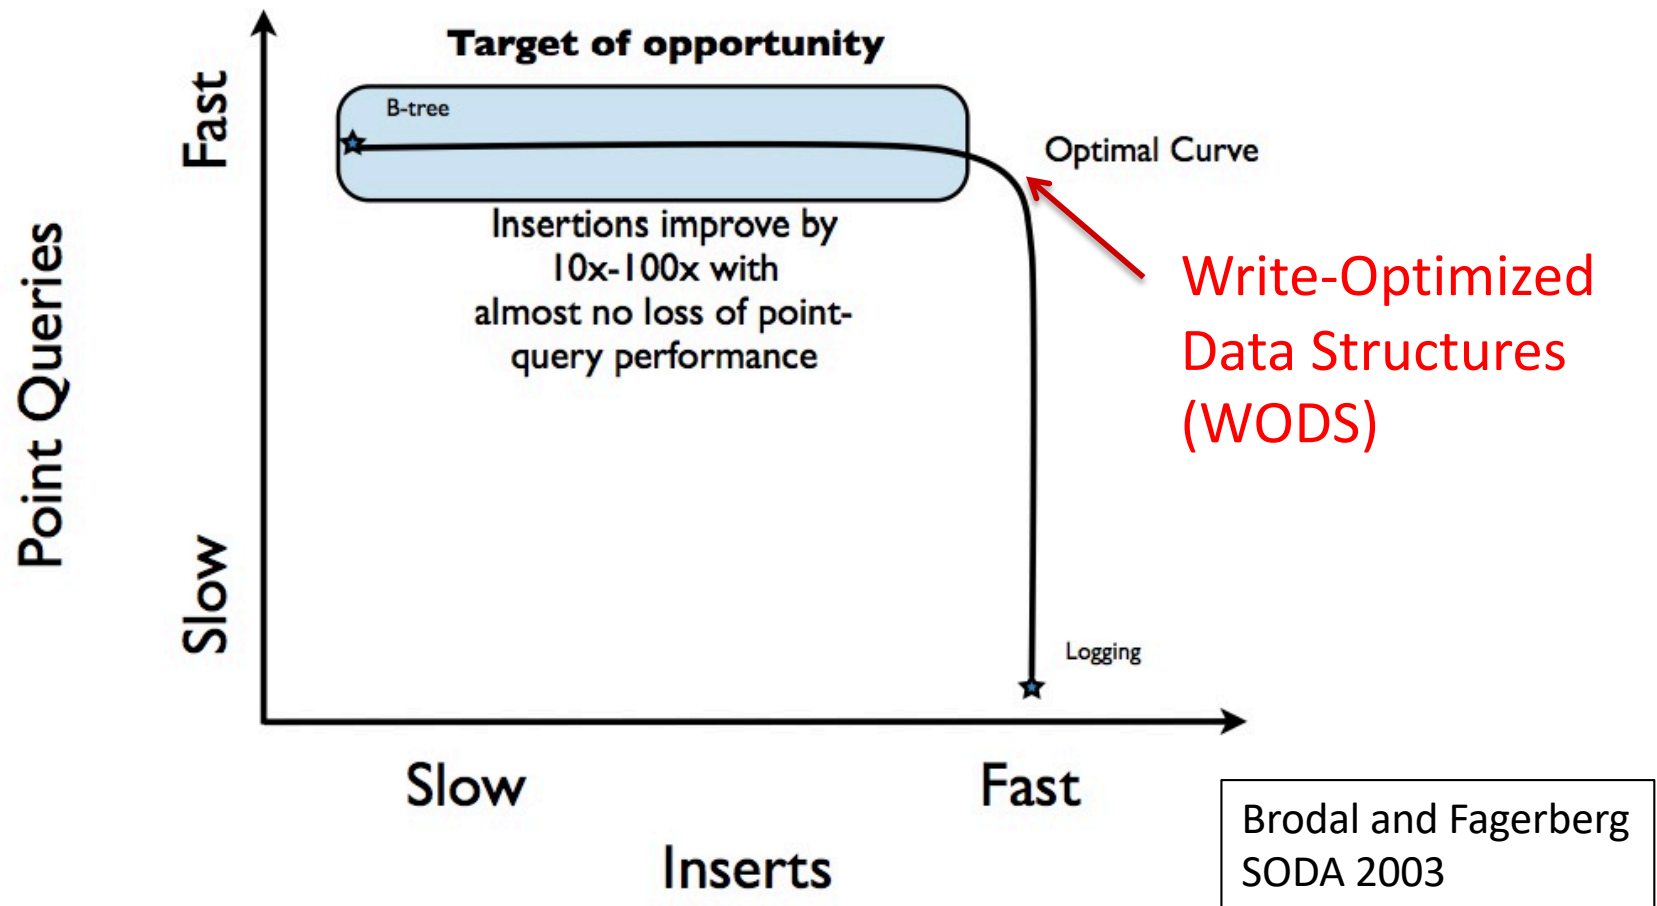 Target of opportunity
Fast
B-tree
Optimal Curve
Insertions improve by
10x-100x with
almost no loss of point-
query performance
Write-Optimized
Data Structures
(WODS)
Point Queries
Slow
Logging
Slow
Fast
Inserts
Brodal and Fagerberg
SODA 2003